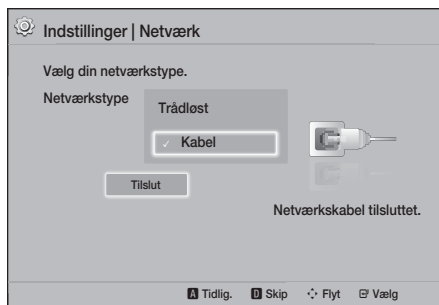 Indstillinger | Netværk
Vælg din netværkstype.
Netværkstype
Trådløst
✓ Kabel
Tilslut
Netværkskabel tilsluttet.
A Tidlig. D Skip Flyt Vælg